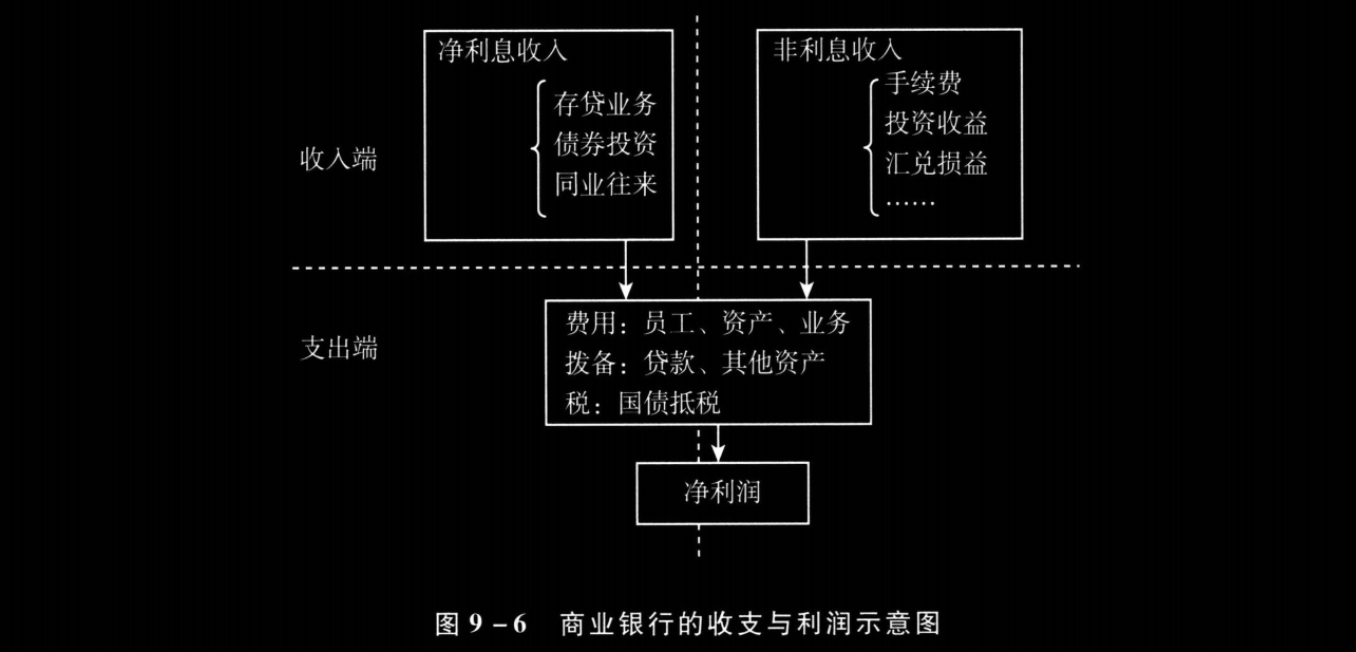 净利息收入
存贷业务
债券投资
同业往来
非利息收入
手续费
投资收益
汇兑损益
……
收入端
支出端
费用：员工、资产、业务
拨备：贷款、其他资产
税：国债抵税
净利润
图 9－6　商业银行的收支与利润示意图